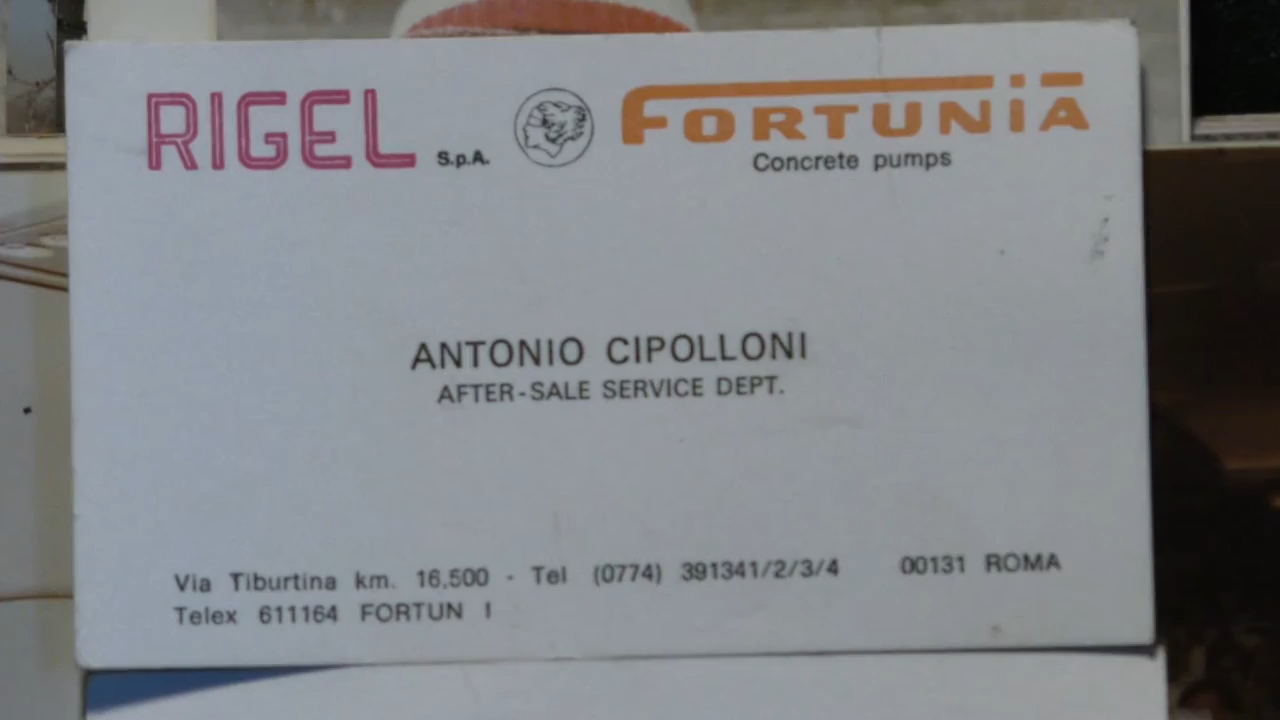 RIGEL S.p.A. FORTUNIA
Concrete pumps
ANTONIO CIPOLLONI
AFTER-SALE SERVICE DEPT.
Via Tiburtina km. 16,500 - Tel (0774) 391341/2/3/4 00131 ROMA
Telex 611164 FORTUN I